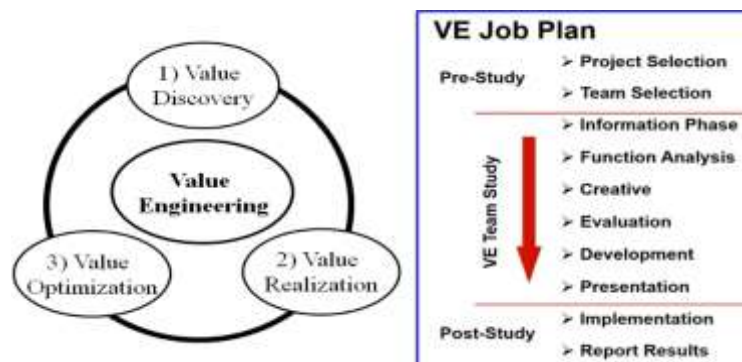 1) Value
Discovery
Value
Engineering
3) Value
Optimization
2) Value
Realization
VE Job Plan
Pre-Study
➢ Project Selection
➢ Team Selection
VE Team Study
➢ Information Phase
➢ Function Analysis
➢ Creative
➢ Evaluation
➢ Development
➢ Presentation
Post-Study
➢ Implementation
➢ Report Results